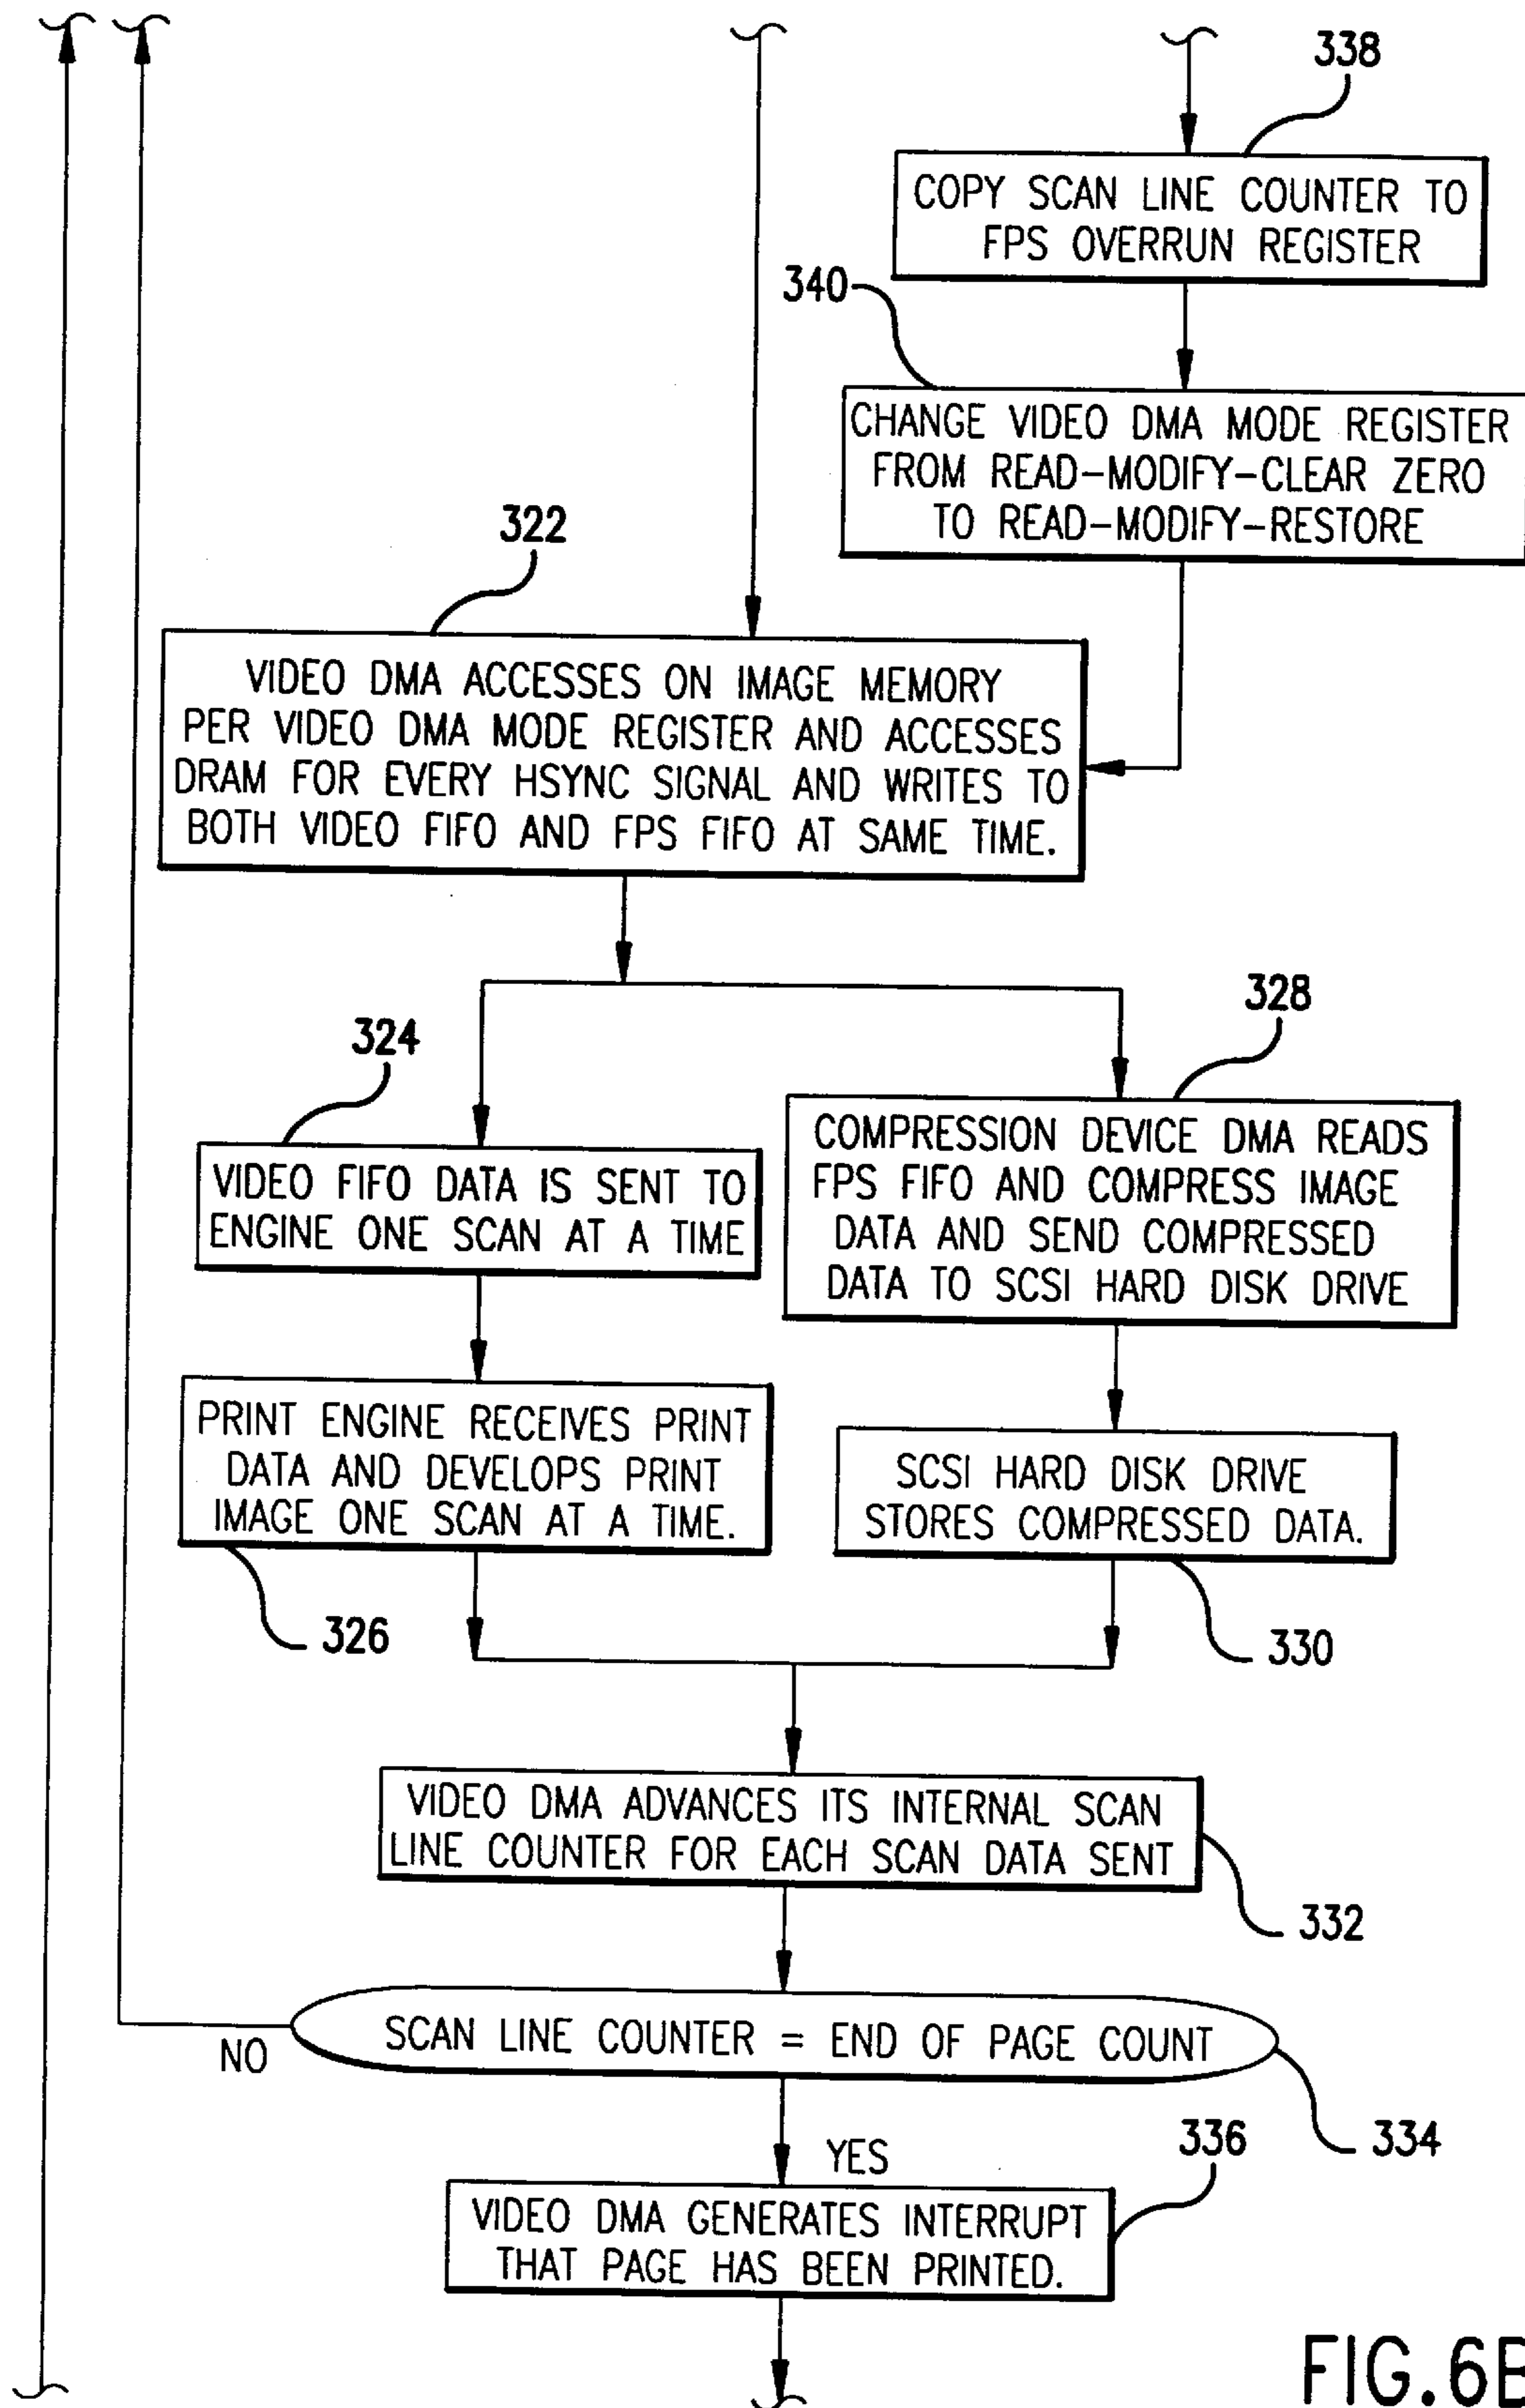 338
COPY SCAN LINE COUNTER TO
FPS OVERRUN REGISTER
340
CHANGE VIDEO DMA MODE REGISTER
FROM READ-MODIFY-CLEAR ZERO
TO READ-MODIFY-RESTORE
322
VIDEO DMA ACCESSES ON IMAGE MEMORY
PER VIDEO DMA MODE REGISTER AND ACCESSES
DRAM FOR EVERY HSYNC SIGNAL AND WRITES TO
BOTH VIDEO FIFO AND FPS FIFO AT SAME TIME.
324
VIDEO FIFO DATA IS SENT TO
ENGINE ONE SCAN AT A TIME
328
COMPRESSION DEVICE DMA READS
FPS FIFO AND COMPRESS IMAGE
DATA AND SEND COMPRESSED
DATA TO SCSI HARD DISK DRIVE
PRINT ENGINE RECEIVES PRINT
DATA AND DEVELOPS PRINT
IMAGE ONE SCAN AT A TIME.
326
SCSI HARD DISK DRIVE
STORES COMPRESSED DATA.
330
VIDEO DMA ADVANCES ITS INTERNAL SCAN
LINE COUNTER FOR EACH SCAN DATA SENT
332
SCAN LINE COUNTER = END OF PAGE COUNT
NO
334
YES
336
VIDEO DMA GENERATES INTERRUPT
THAT PAGE HAS BEEN PRINTED.
FIG.6B